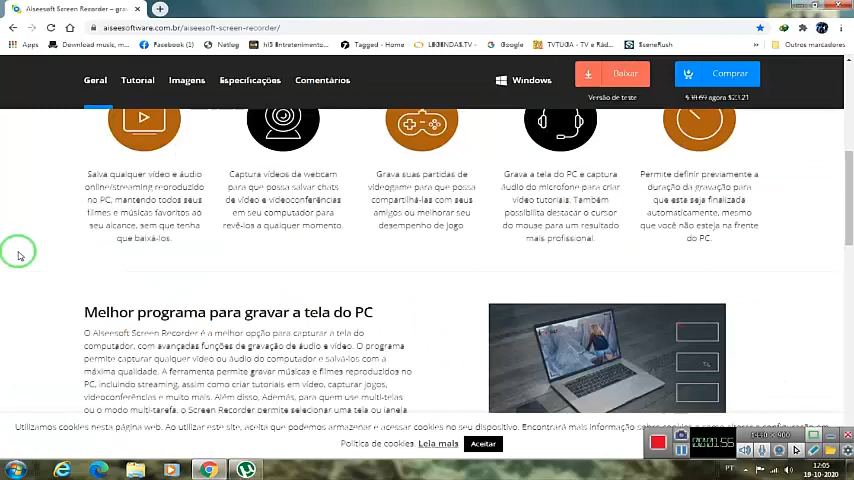 Aiseesoft Screen Recorder – grav
aiseesoftware.com.br/aiseesoft-screen-recorder/
Apps
Download music, m...
Facebook (1)
Netlog
hi5 Entretenimento...
Tagged - Home
Google
TVTUGA - TV e Rád...
SceneRush
Outros marcadores
Geral
Tutorial
Imagens
Especificações
Comentários
Windows
Baixar
Comprar
Versão de teste
agora $23.21
Salva qualquer vídeo e áudio
online/streaming reproduzido
no PC, mantendo todos seus
filmes e músicas favoritos ao
seu alcance, sem que tenha
que baixá-los.
Captura vídeos da webcam
para que possa salvar chats
de vídeo e videoconferências
em seu computador para
revê-los a qualquer momento.
Grava suas partidas de
videogame para que possa
compartilhá-las com seus
amigos ou melhorar seu
desempenho de jogo
Grava a tela do PC e captura
áudio do microfone para criar
vídeo tutoriais. Também
possibilita destacar o cursor
do mouse para um resultado
mais profissional.
Permite definir previamente a
duração da gravação para
que esta seja finalizada
automaticamente, mesmo
que você não esteja na frente
do PC.
Melhor programa para gravar a tela do PC
O Aiseesoft Screen Recorder é a melhor opção para capturar a tela do
computador, com avançadas funções de gravação de áudio e vídeo. O programa
permite capturar qualquer vídeo ou áudio do computador e salvá-los com a
máxima qualidade. A ferramenta permite gravar músicas e filmes reproduzidos no
PC, incluindo streaming, assim como criar tutoriais em vídeo, capturar jogos,
videoconferências e muito mais. Além disso, Además, para que use multi-telas
ou o modo multi-tarefa, o Screen Recorder permite selecionar uma tela ou janela
Utilizamos cookies nesta página web. Ao utilizar este site, aceita que podemos armazenar e acessar cookies no seu dispositivo. Encontrará mais informação sobre
Política de cookies. Leia mais
Aceitar
1440 x 900
PT
12:05
19-10-2020